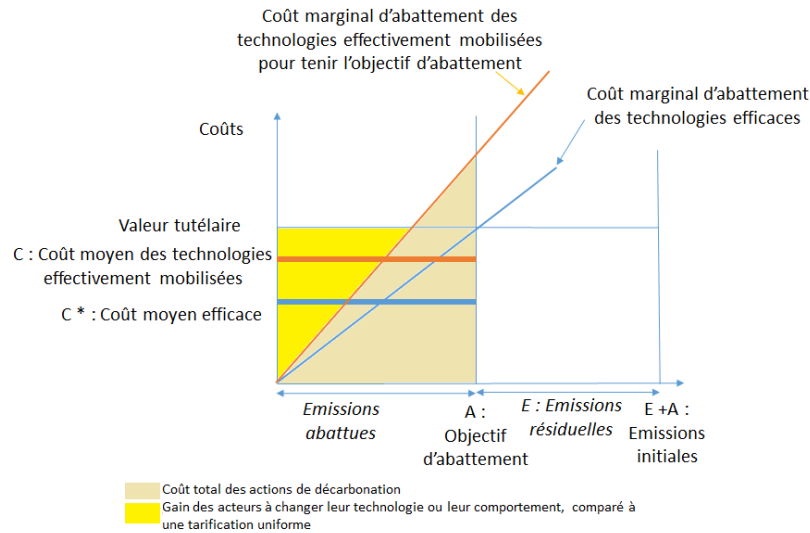 Coût marginal d'abattement des
technologies effectivement mobilisées
pour tenir l'objectif d'abattement
Coût marginal d'abattement
des technologies efficaces
Coûts
Valeur tutélaire
C : Coût moyen des technologies
effectivement mobilisées
C * : Coût moyen efficace
Emissions
abattues
A :
Objectif
d'abattement
E : Emissions
résiduelles
E +A :
Emissions
initiales
Coût total des actions de décarbonation
Gain des acteurs à changer leur technologie ou leur comportement, comparé à
une tarification uniforme